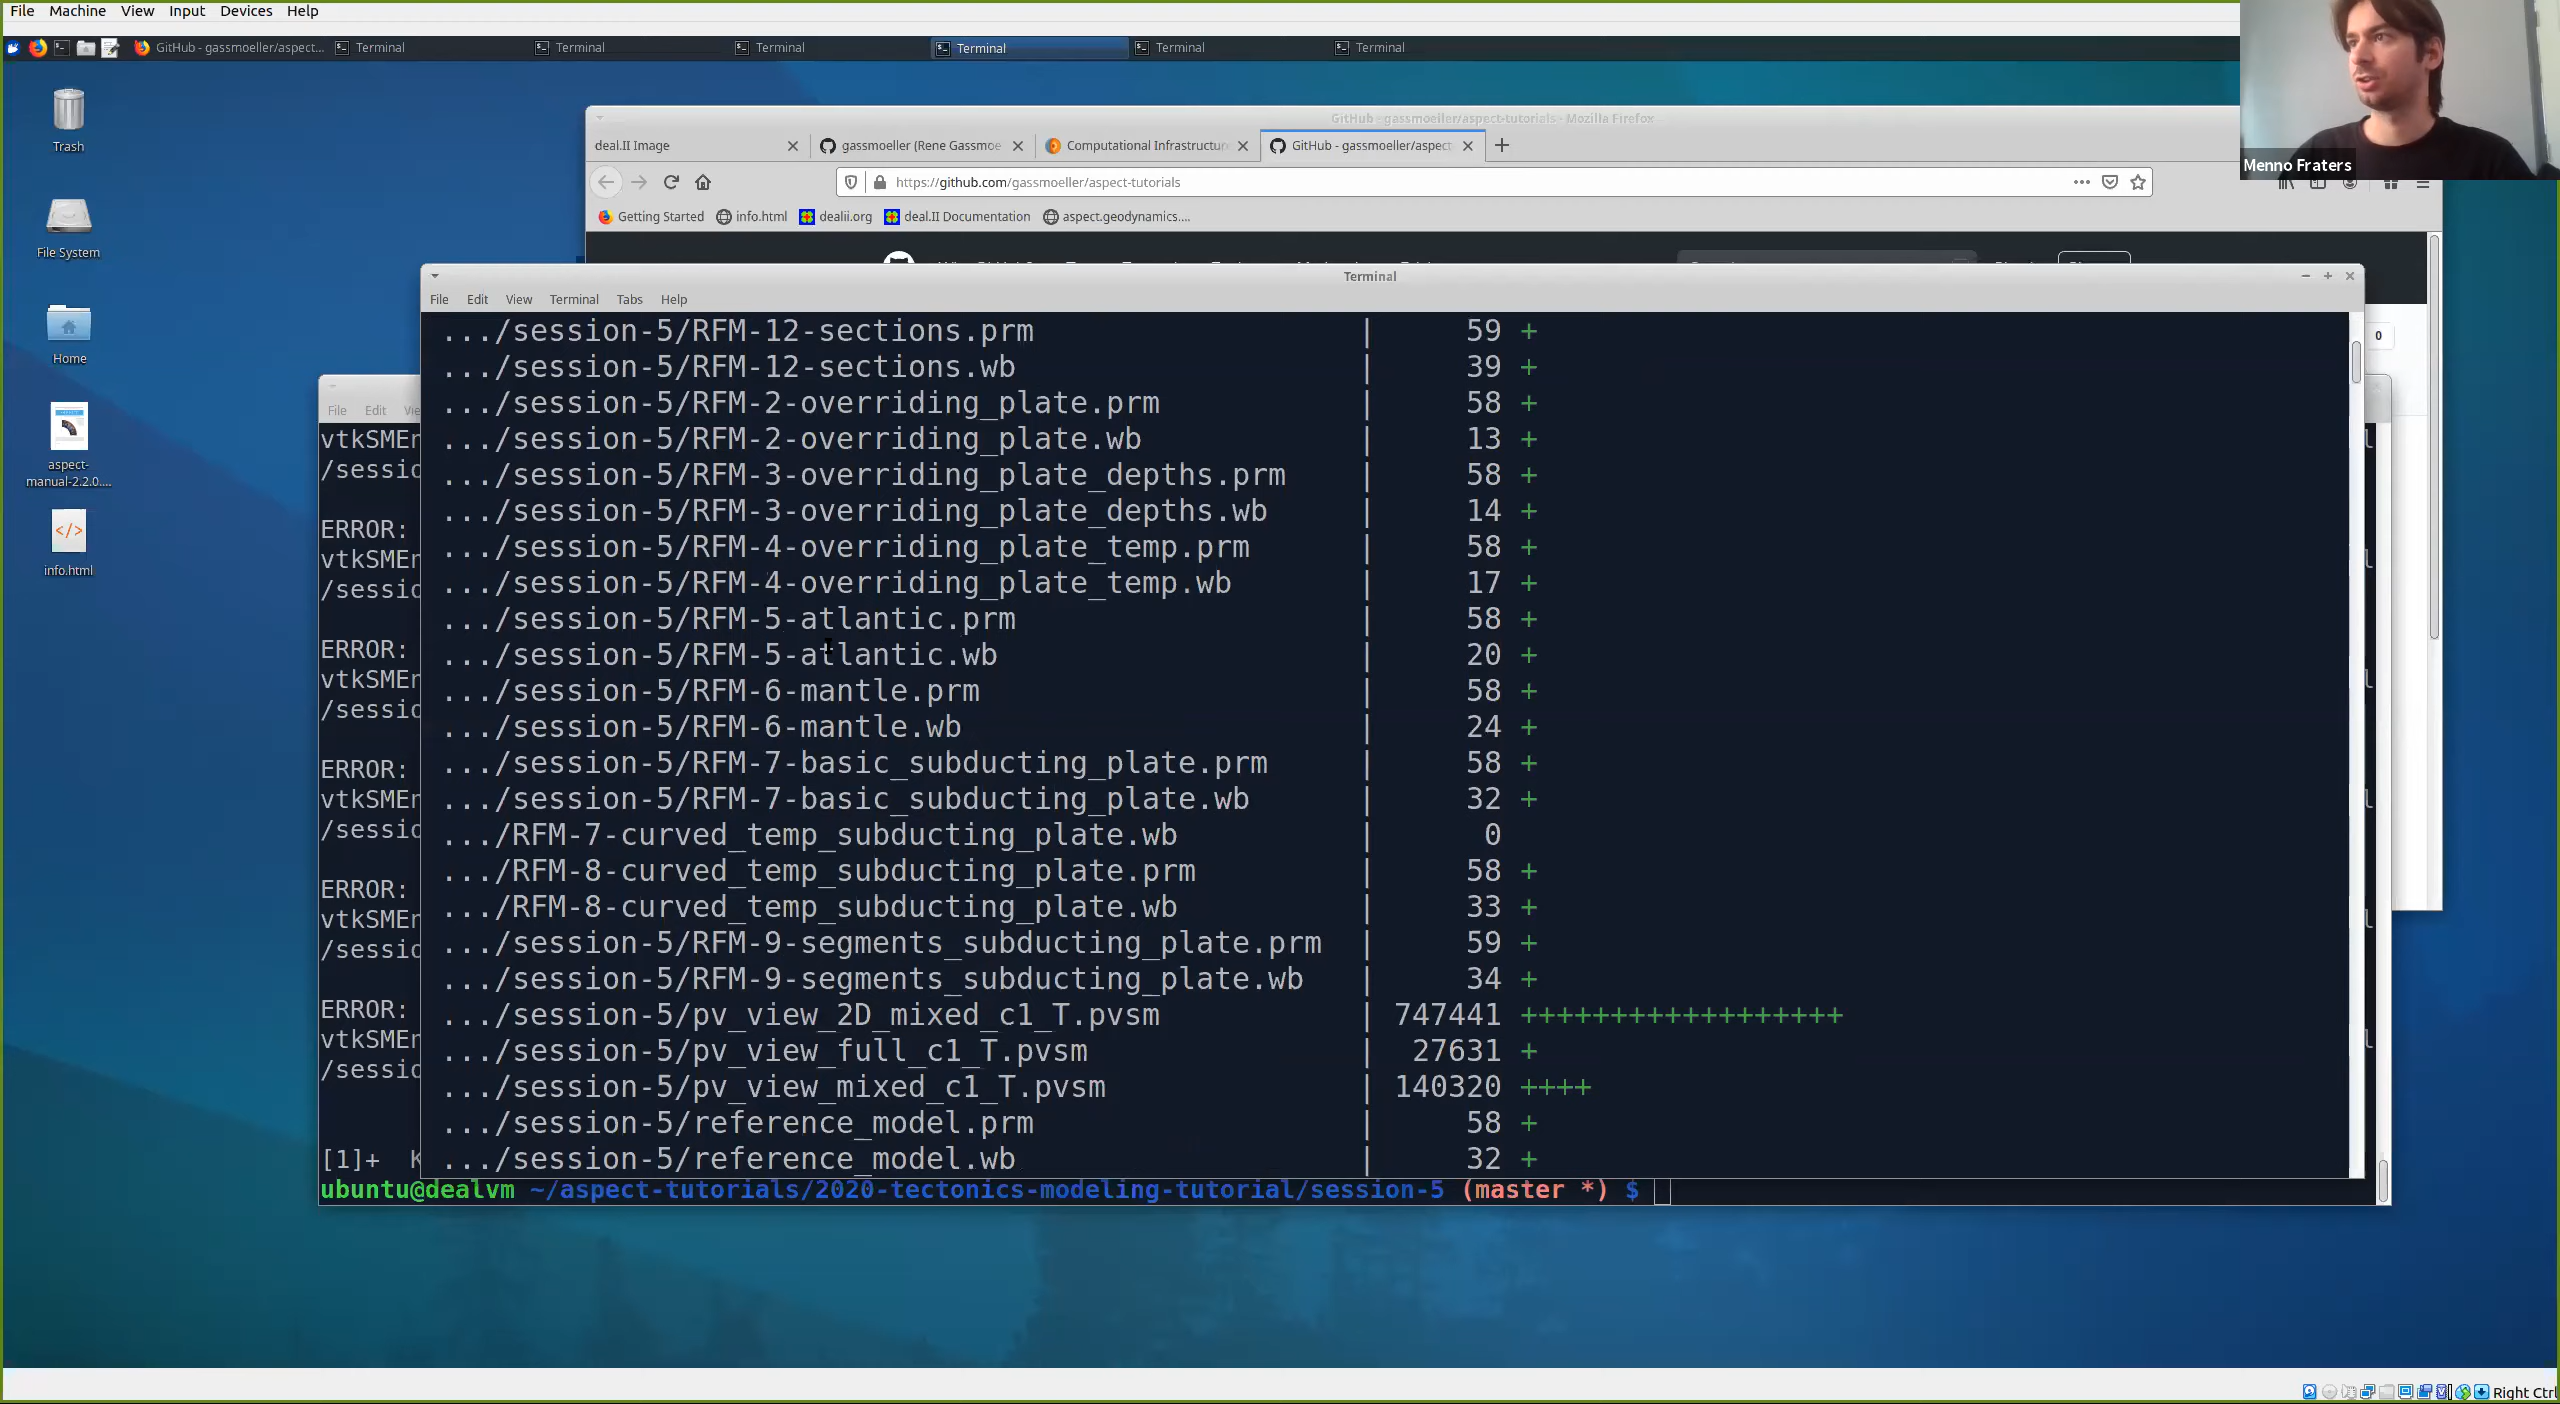 File Machine View Input Devices Help
GitHub - gassmoeller/aspect... Terminal Terminal Terminal Terminal Terminal Terminal
Trash
File System
Home
aspect-
manual-2.2.0....
info.html
GitHub - gassmoeller/aspect-tutorials - Mozilla Firefox
deal.II Image gassmoeller (Rene Gassmoe Computational Infrastructur GitHub - gassmoeller/aspect
https://github.com/gassmoeller/aspect-tutorials
Getting Started info.html dealii.org deal.II Documentation aspect.geodynamics....
Menno Fraters
0
Terminal
File Edit View Terminal Tabs Help
.../session-5/RFM-12-sections.prm | 59 +
.../session-5/RFM-12-sections.wb | 39 +
.../session-5/RFM-2-overriding_plate.prm | 58 +
.../session-5/RFM-2-overriding_plate.wb | 13 +
.../session-5/RFM-3-overriding_plate_depths.prm | 58 +
.../session-5/RFM-3-overriding_plate_depths.wb | 14 +
.../session-5/RFM-4-overriding_plate_temp.prm | 58 +
.../session-5/RFM-4-overriding_plate_temp.wb | 17 +
.../session-5/RFM-5-atlantic.prm | 58 +
.../session-5/RFM-5-atlantic.wb | 20 +
.../session-5/RFM-6-mantle.prm | 58 +
.../session-5/RFM-6-mantle.wb | 24 +
.../session-5/RFM-7-basic_subducting_plate.prm | 58 +
.../session-5/RFM-7-basic_subducting_plate.wb | 32 +
.../RFM-7-curved_temp_subducting_plate.wb | 0
.../RFM-8-curved_temp_subducting_plate.prm | 58 +
.../RFM-8-curved_temp_subducting_plate.wb | 33 +
.../session-5/RFM-9-segments_subducting_plate.prm | 59 +
.../session-5/RFM-9-segments_subducting_plate.wb | 34 +
.../session-5/pv_view_2D_mixed_c1_T.pvsm | 747441 ++++++++++++++++++
.../session-5/pv_view_full_c1_T.pvsm | 27631 +
.../session-5/pv_view_mixed_c1_T.pvsm | 140320 ++++
.../session-5/reference_model.prm | 58 +
.../session-5/reference_model.wb | 32 +
File Edit
vtkSMEr
/sessio
ERROR:
vtkSMEr
/sessio
ERROR:
vtkSMEr
/sessio
ERROR:
vtkSMEr
/sessio
ERROR:
vtkSMEr
/sessio
ERROR:
vtkSMEr
/sessio
[1]+
ubuntu@dealvm ~/aspect-tutorials/2020-tectonics-modeling-tutorial/session-5 (master *) $
Right Ctrl